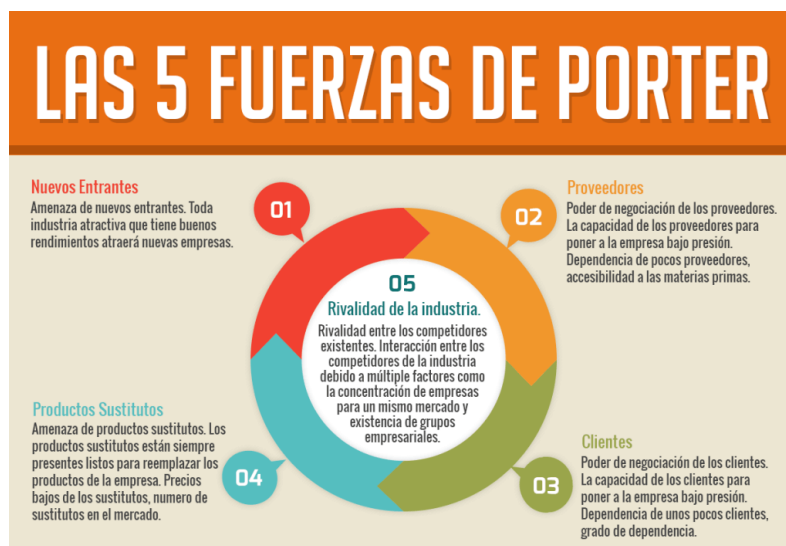 LAS 5 FUERZAS DE PORTER
Nuevos Entrantes
Amenaza de nuevos entrantes. Toda
industria atractiva que tiene buenos
rendimientos atraerá nuevas empresas.
01
02
Proveedores
Poder de negociación de los proveedores.
La capacidad de los proveedores para
poner a la empresa bajo presión.
Dependencia de pocos proveedores,
accesibilidad a las materias primas.
05
Rivalidad de la industria.
Rivalidad entre los competidores
existentes. Interacción entre los
competidores de la industria
debido a múltiple factores como
la concentración de empresas
para un mismo mercado y
existencia de grupos
empresariales.
Productos Sustitutos
Amenaza de productos sustitutos. Los
productos sustitutos están siempre
presentes listos para reemplazar los
productos de la empresa. Precios
bajos de los sustitutos, numero de
sustitutos en el mercado.
04
03
Clientes
Poder de negociación de los clientes.
La capacidad de los clientes para
poner a la empresa bajo presión.
Dependencia de unos pocos clientes,
grado de dependencia.